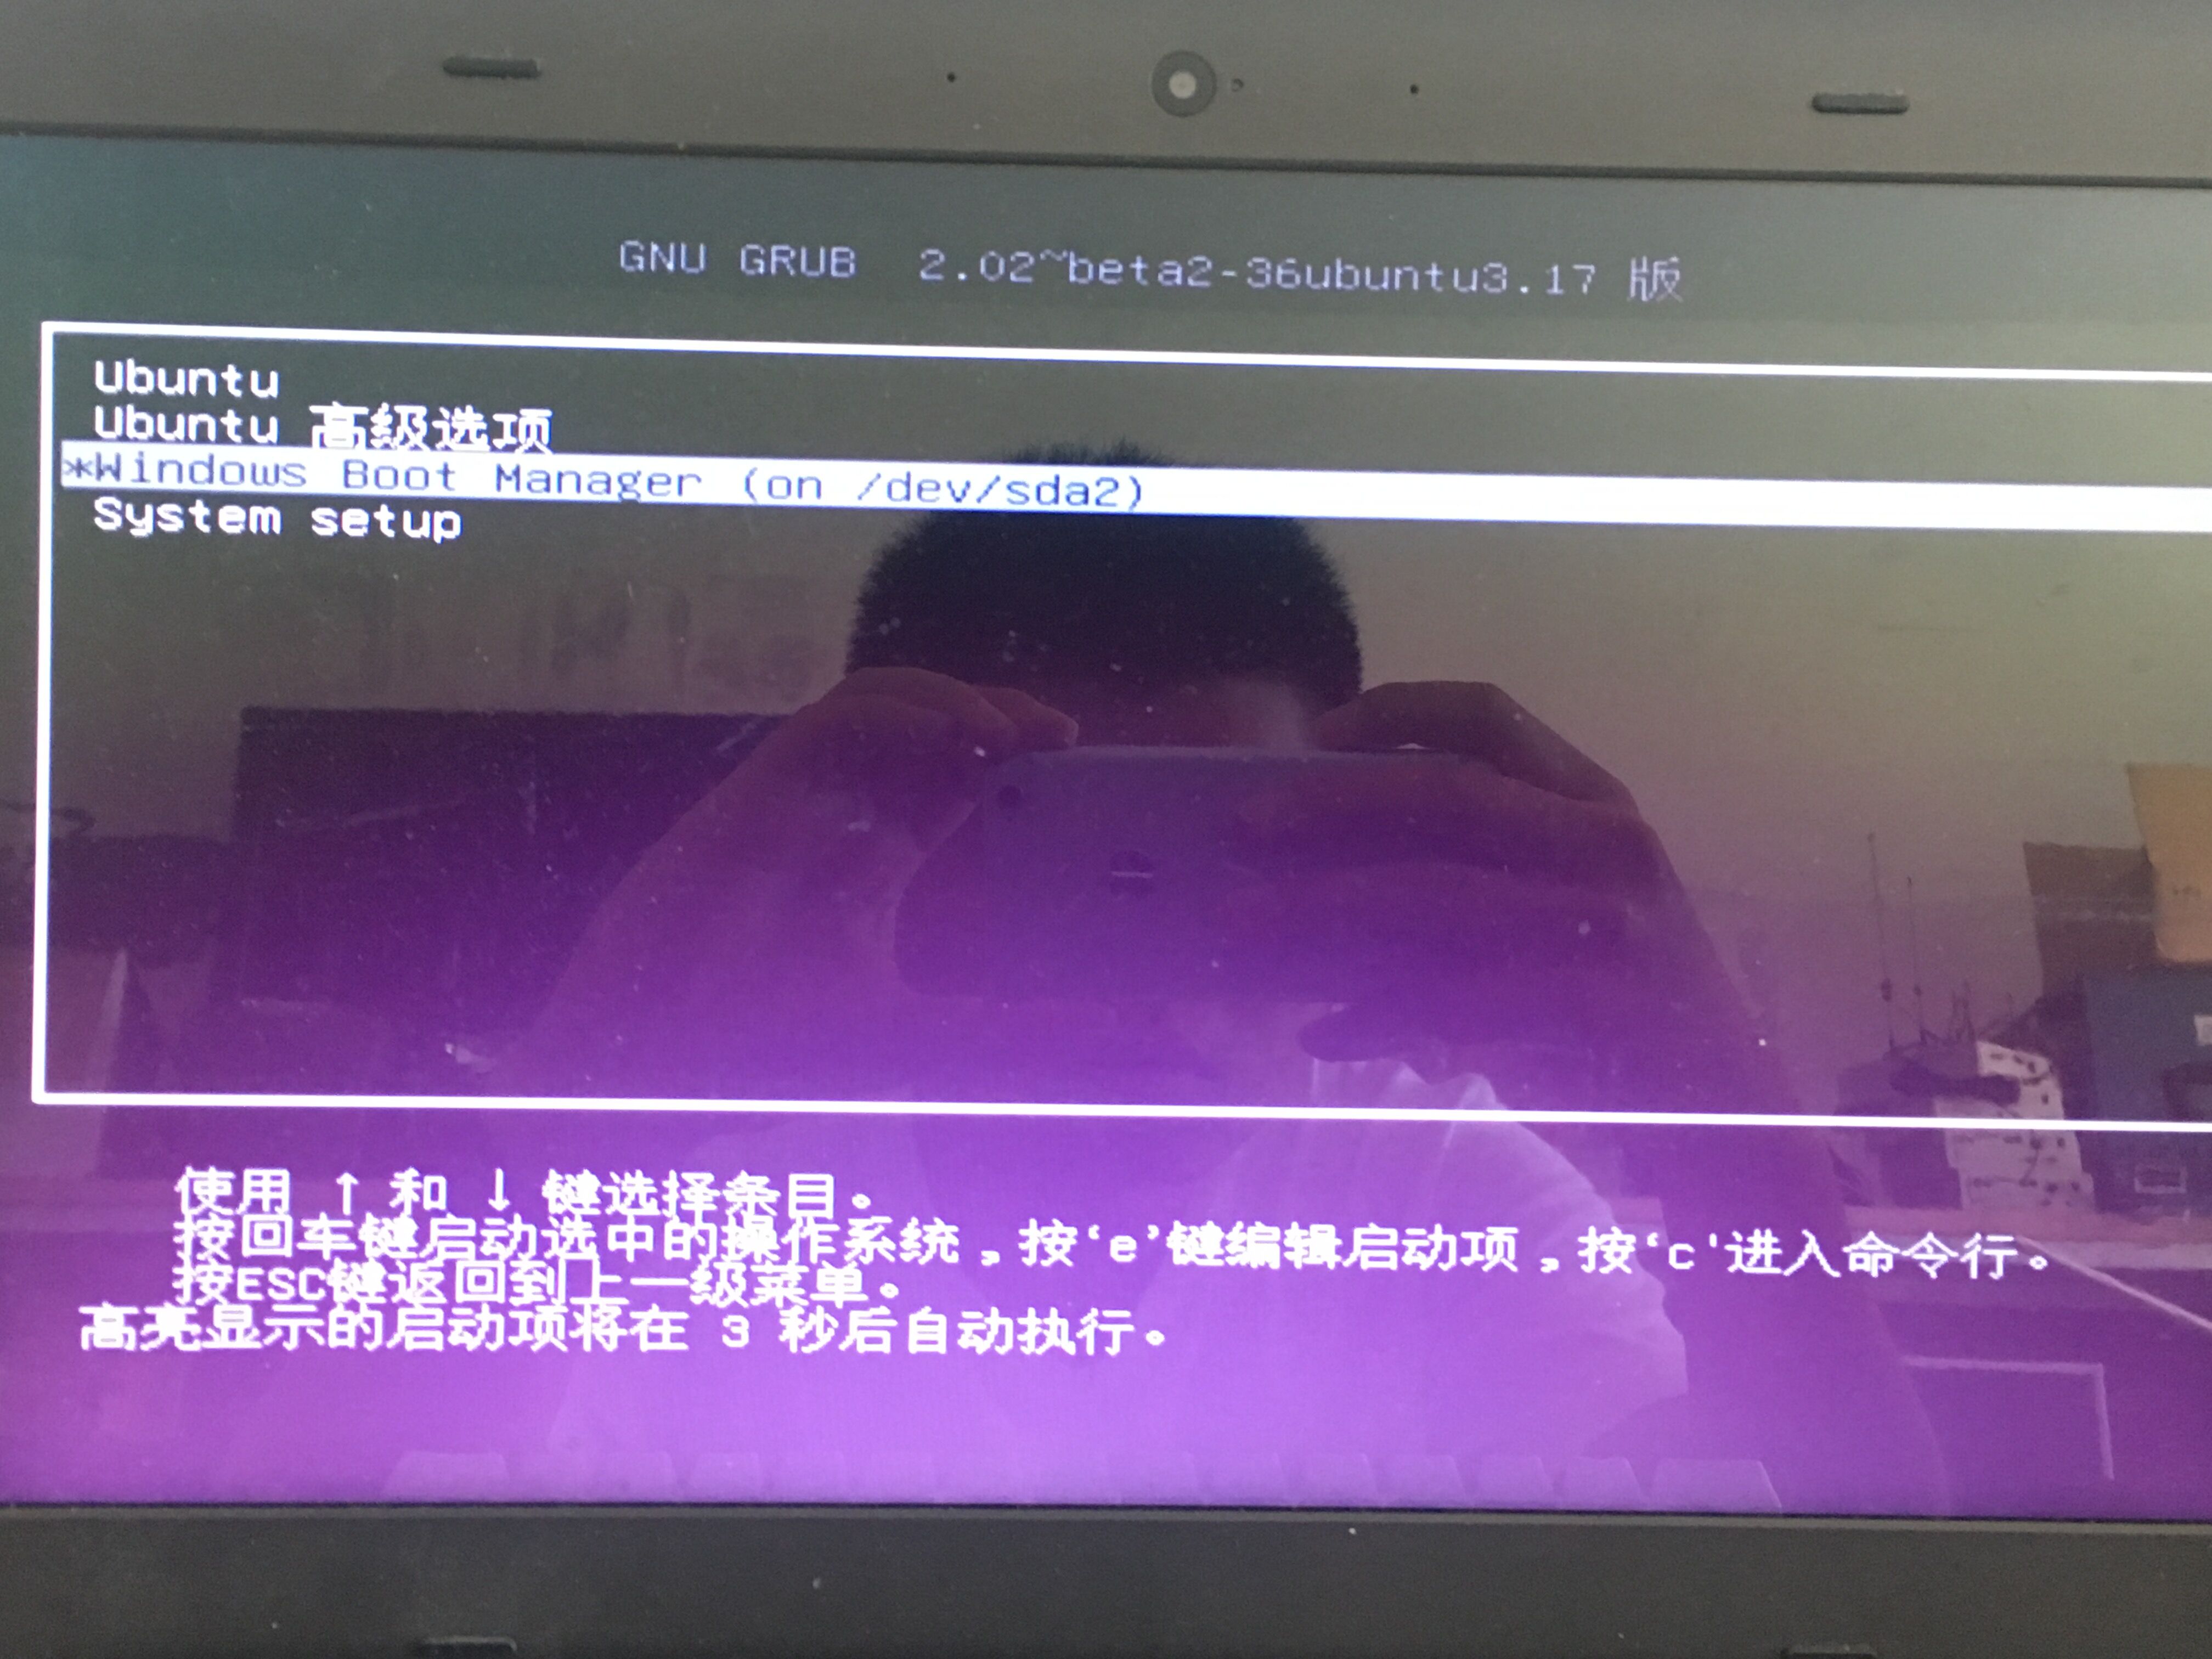 GNU GRUB 2.02~beta2-36ubuntu3.17 版
Ubuntu
Ubuntu 高级选项
*Windows Boot Manager (on /dev/sda2)
System setup
使用 ↑ 和 ↓ 键选择条目。
按回车键启动选中的操作系统，按‘e’键编辑启动项，按‘c'进入命令行。
按ESC键返回到上一级菜单。
高亮显示的启动项将在 3 秒后自动执行。